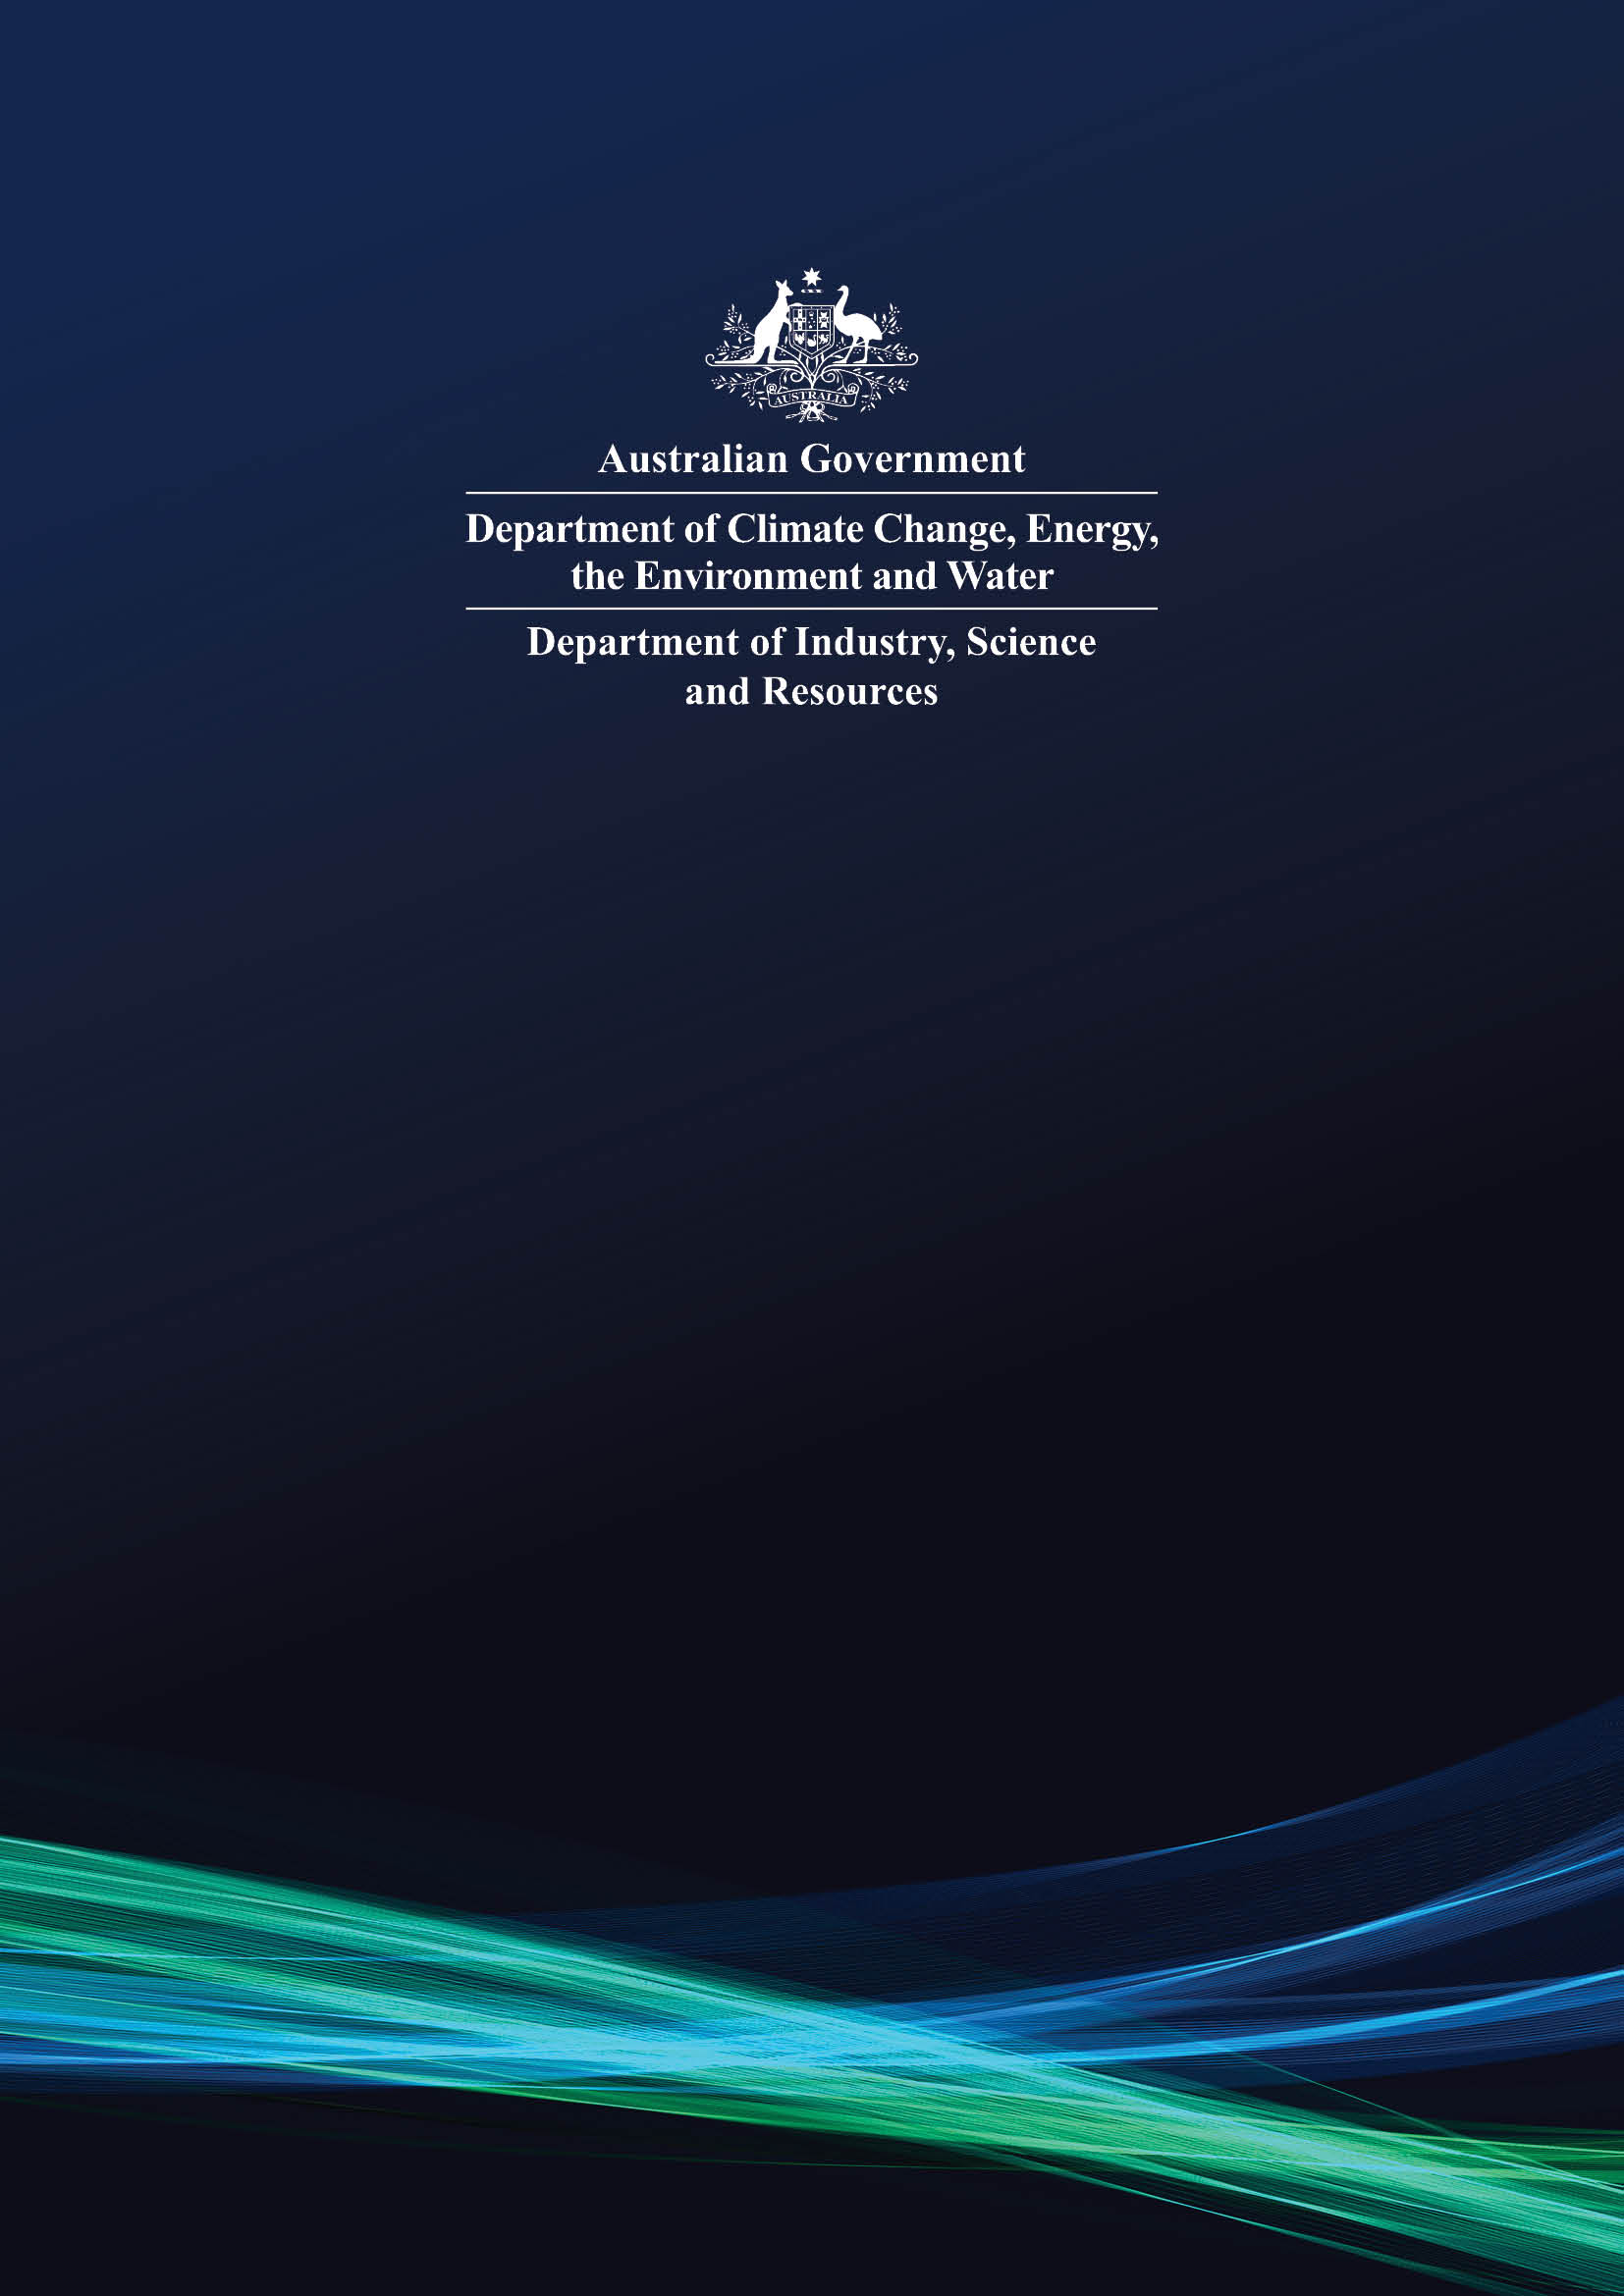 AUSTRALIA
Australian Government
Department of Climate Change, Energy,
the Environment and Water
Department of Industry, Science
and Resources